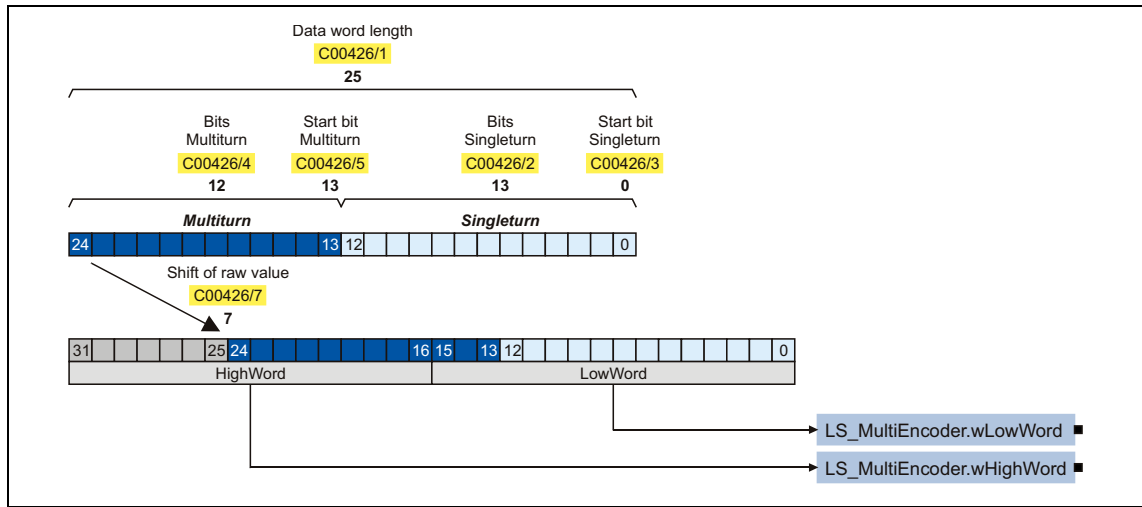 Data word length
C00426/1
25
Bits Start bit Bits Start bit
Multiturn Multiturn Singleturn Singleturn
C00426/4 C00426/5 C00426/2 C00426/3
12 13 13 0
Multiturn Singleturn
24 13 12 0
Shift of raw value
C00426/7
7
31 25 24 16 15 13 12 0
HighWord LowWord
LS_MultiEncoder.wLowWord
LS_MultiEncoder.wHighWord